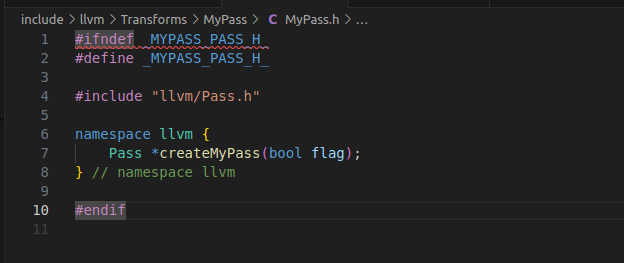 include > llvm > Transforms > MyPass > C MyPass.h > ...
1 #ifndef _MYPASS_PASS_H_
2 #define _MYPASS_PASS_H_
3
4 #include "llvm/Pass.h"
5
6 namespace llvm {
7     Pass *createMyPass(bool flag);
8 } // namespace llvm
9
10 #endif
11